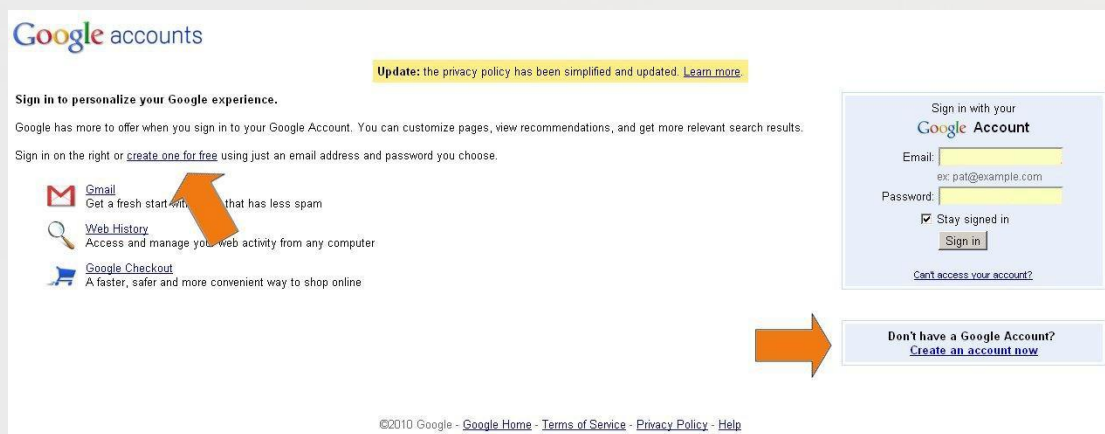 Google accounts
Update: the privacy policy has been simplified and updated. Learn more.
Sign in to personalize your Google experience.
Google has more to offer when you sign in to your Google Account. You can customize pages, view recommendations, and get more relevant search results.
Sign in on the right or create one for free using just an email address and password you choose.
Gmail
Get a fresh start that has less spam
Web History
Access and manage your web activity from any computer
Google Checkout
A faster, safer and more convenient way to shop online
Sign in with your
Google Account
Email:
ex: pat@example.com
Password:
Stay signed in
Sign in
Can't access your account?
Don't have a Google Account?
Create an account now
©2010 Google - Google Home - Terms of Service - Privacy Policy - Help